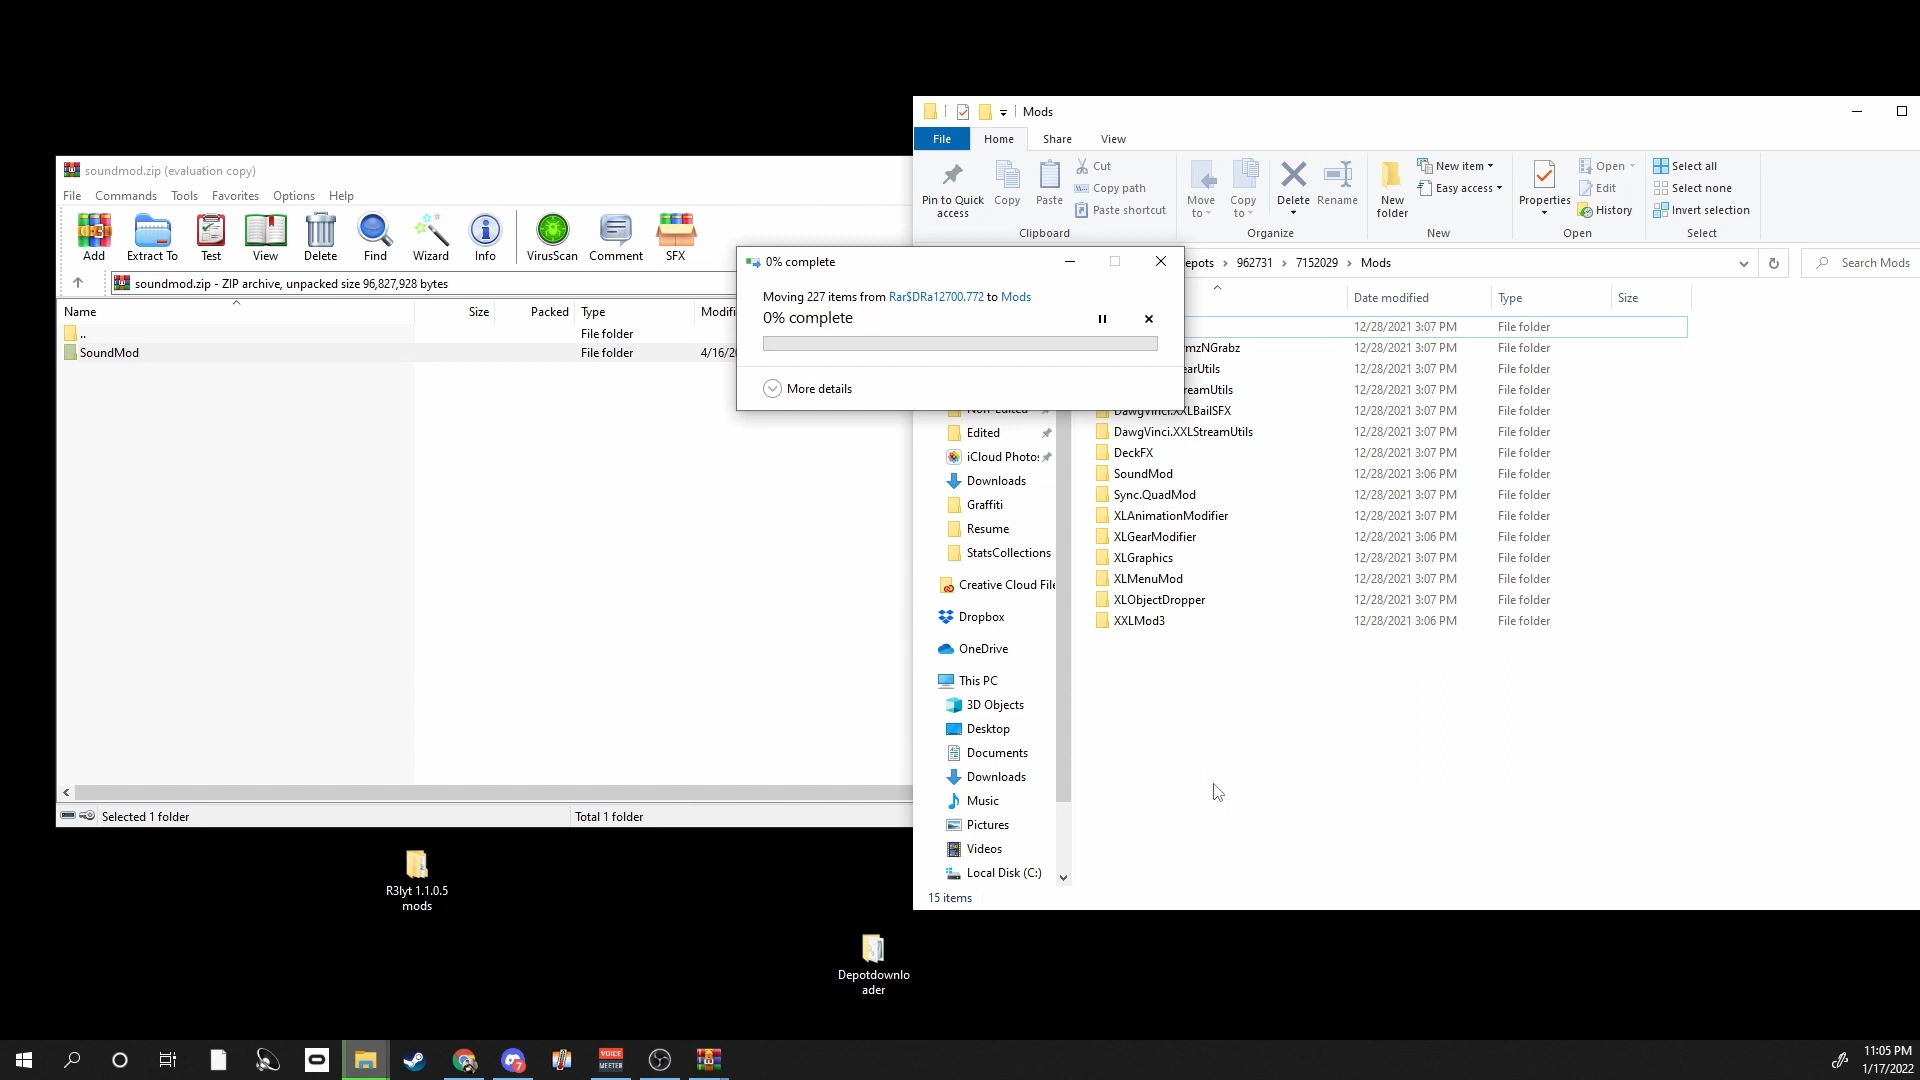 soundmod.zip (evaluation copy)
File Commands Tools Favorites Options Help
Add Extract To Test View Delete Find Wizard Info VirusScan Comment SFX
soundmod.zip - ZIP archive, unpacked size 96,827,928 bytes
Name Size Packed Type Modifi
.. File folder
SoundMod File folder 4/16/2
Selected 1 folder Total 1 folder
0% complete
Moving 227 items from Rar$DRa12700.772 to Mods
0% complete
More details
Mods
File Home Share View
Pin to Quick access
Copy
Paste
Cut
Copy path
Paste shortcut
Clipboard
Move to
Copy to
Delete
Rename
Organize
New folder
New item
Easy access
New
Properties
Open
Edit
History
Open
Select all
Select none
Invert selection
Select
epots > 962731 > 7152029 > Mods
Search Mods
Date modified Type Size
12/28/2021 3:07 PM File folder
mzNGrabz 12/28/2021 3:07 PM File folder
earUtils 12/28/2021 3:07 PM File folder
reamUtils 12/28/2021 3:07 PM File folder
DawgVinci.XXLBailSFX 12/28/2021 3:07 PM File folder
DawgVinci.XXLStreamUtils 12/28/2021 3:07 PM File folder
DeckFX 12/28/2021 3:07 PM File folder
SoundMod 12/28/2021 3:06 PM File folder
Sync.QuadMod 12/28/2021 3:07 PM File folder
XLAnimationModifier 12/28/2021 3:07 PM File folder
XLGearModifier 12/28/2021 3:06 PM File folder
XLGraphics 12/28/2021 3:07 PM File folder
XLMenuMod 12/28/2021 3:07 PM File folder
XLObjectDropper 12/28/2021 3:07 PM File folder
XXLMod3 12/28/2021 3:06 PM File folder
Non-Edited
Edited
iCloud Photos
Downloads
Graffiti
Resume
StatsCollections
Creative Cloud File
Dropbox
OneDrive
This PC
3D Objects
Desktop
Documents
Downloads
Music
Pictures
Videos
Local Disk (C:)
15 items
R3lyt 1.1.0.5
mods
Depotdownlo
ader
VOICE
MEETER
7
11:05 PM
1/17/2022